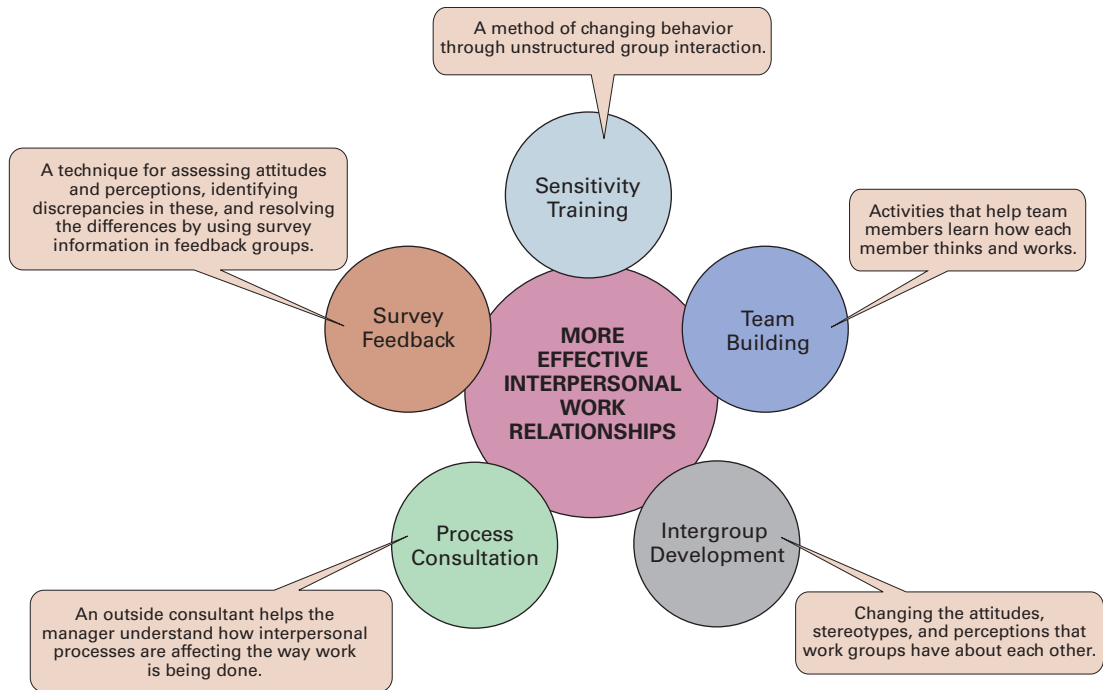 A method of changing behavior
through unstructured group interaction.
Sensitivity
Training
A technique for assessing attitudes
and perceptions, identifying
discrepancies in these, and resolving
the differences by using survey
information in feedback groups.
Survey
Feedback
Activities that help team
members learn how each
member thinks and works.
Team
Building
MORE
EFFECTIVE
INTERPERSONAL
WORK
RELATIONSHIPS
Process
Consultation
An outside consultant helps the
manager understand how interpersonal
processes are affecting the way work
is being done.
Intergroup
Development
Changing the attitudes,
stereotypes, and perceptions that
work groups have about each other.